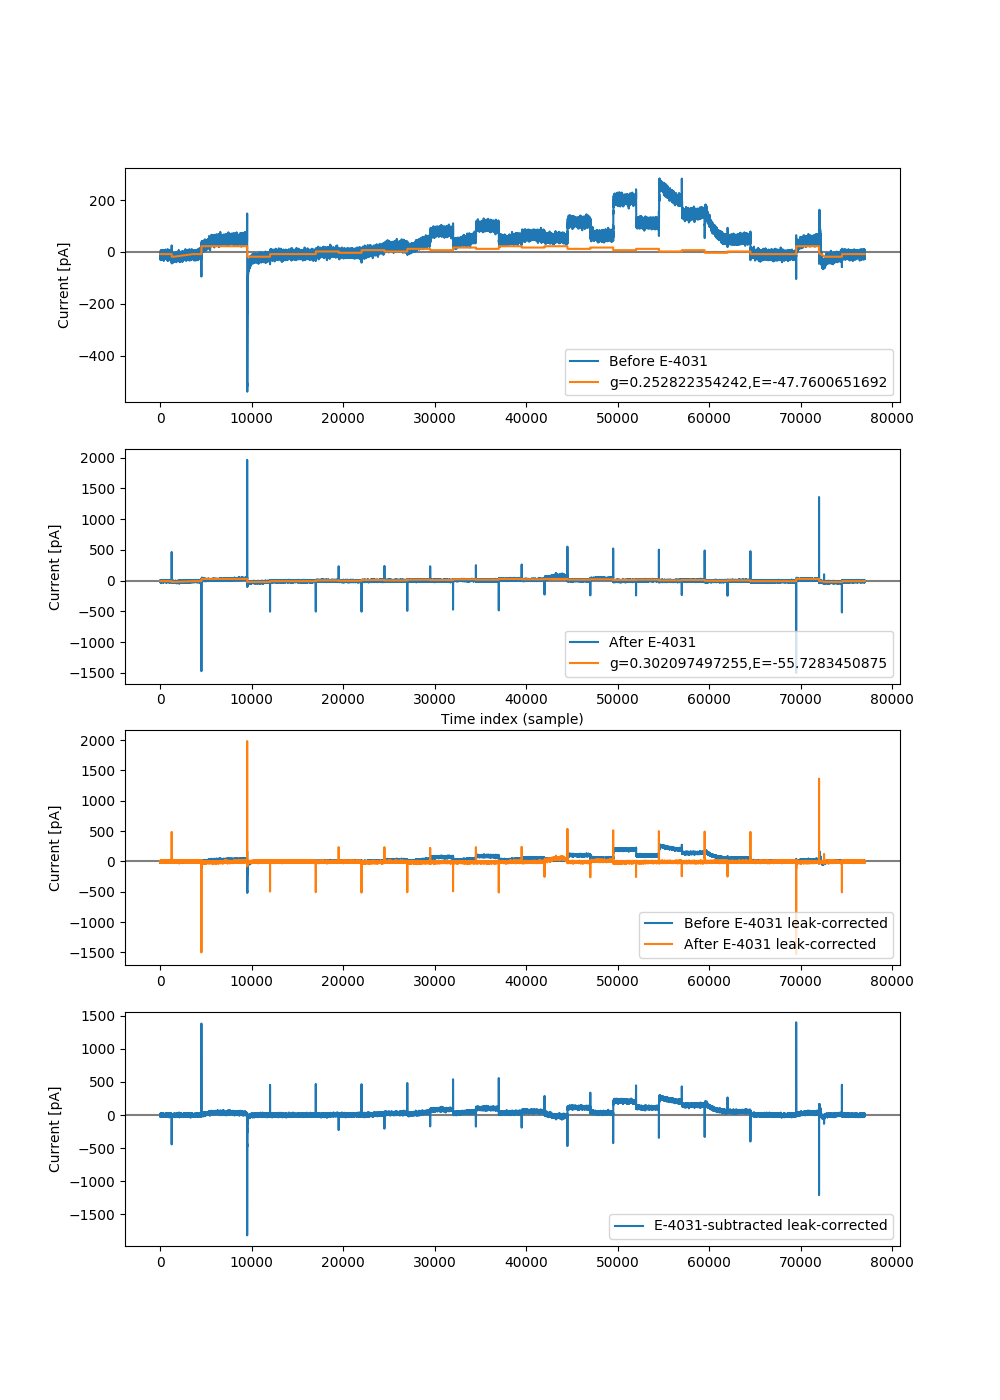 200
0
−200
−400
Current [pA]
Before E-4031
g=0.252822354242,E=-47.7600651692
0 10000 20000 30000 40000 50000 60000 70000 80000
2000
1500
1000
500
0
−500
−1000
−1500
Current [pA]
After E-4031
g=0.302097497255,E=-55.7283450875
0 10000 20000 30000 40000 50000 60000 70000 80000
Time index (sample)
2000
1500
1000
500
0
−500
−1000
−1500
Current [pA]
Before E-4031 leak-corrected
After E-4031 leak-corrected
0 10000 20000 30000 40000 50000 60000 70000 80000
1500
1000
500
0
−500
−1000
−1500
Current [pA]
E-4031-subtracted leak-corrected
0 10000 20000 30000 40000 50000 60000 70000 80000